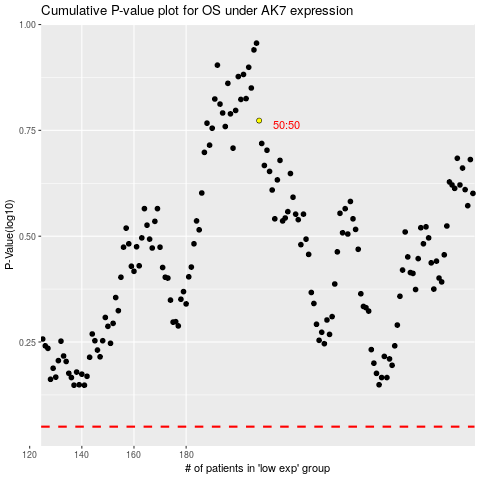 Cumulative P-value plot for OS under AK7 expression
P-Value(log10)
1.00
0.75
0.50
0.25
50:50
120 140 160 180
# of patients in 'low exp' group